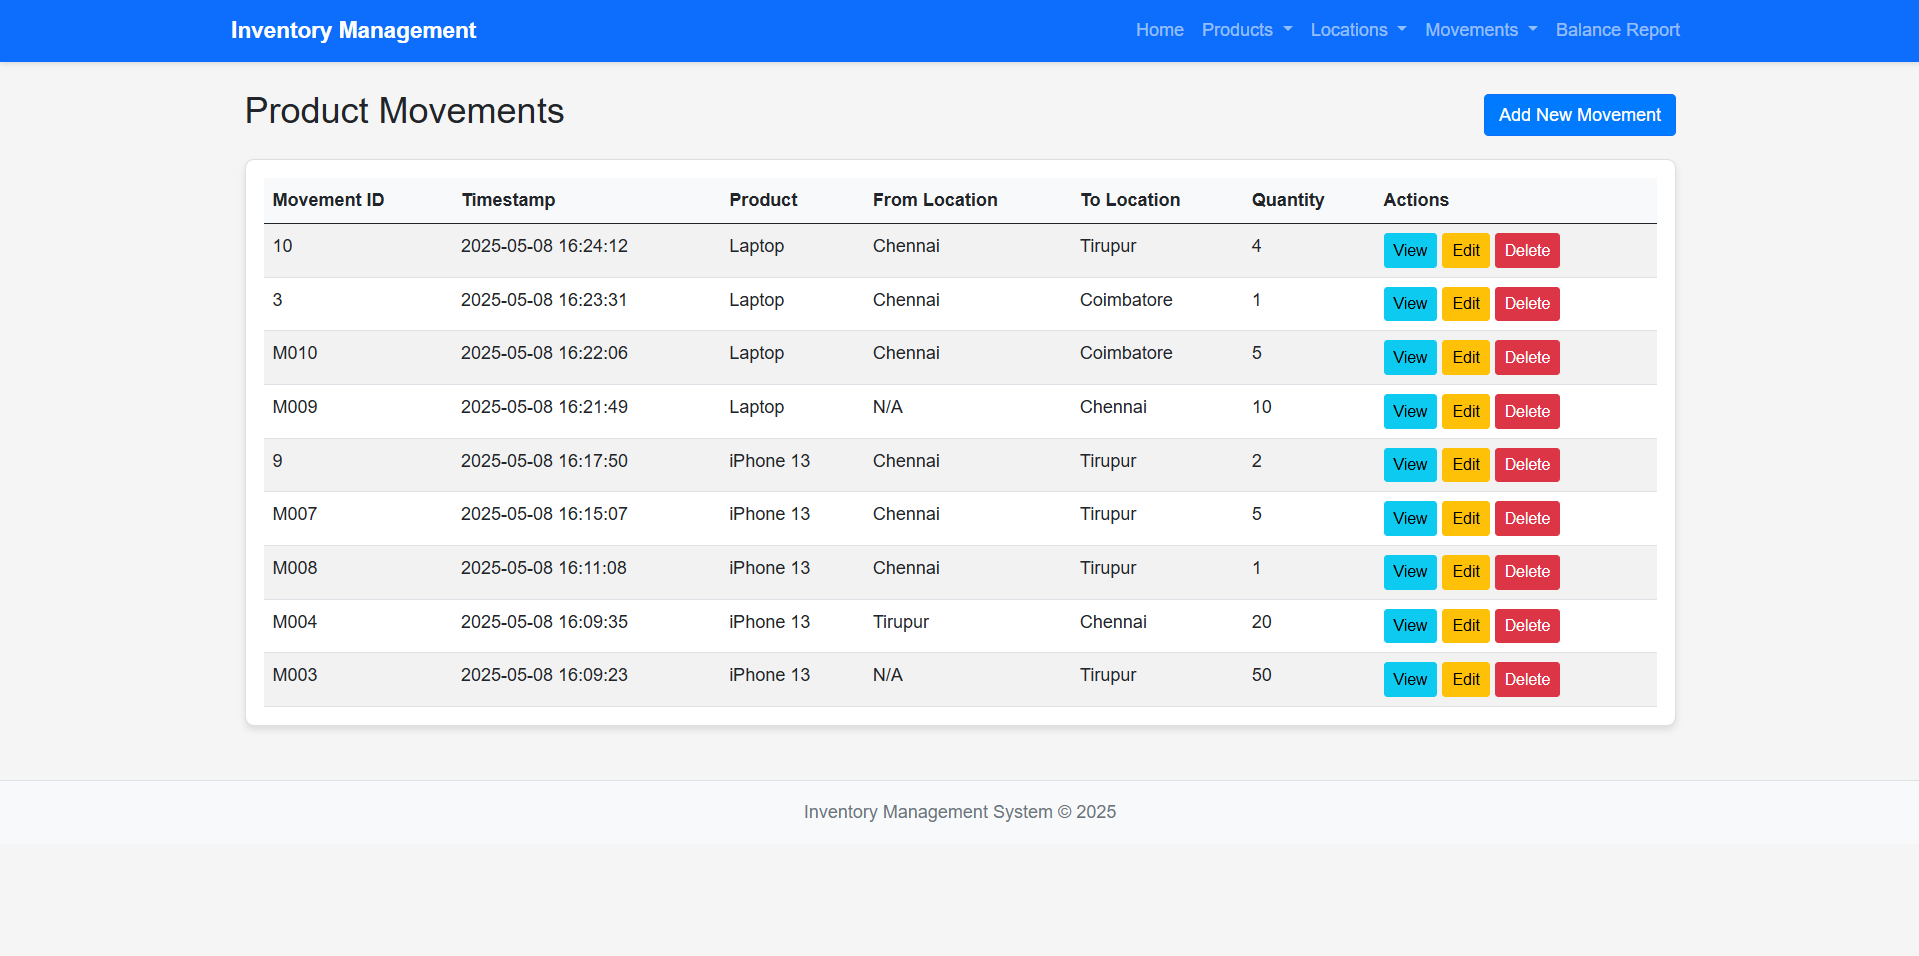 Inventory Management Home Products Locations Movements Balance Report
Product Movements Add New Movement
Movement ID Timestamp Product From Location To Location Quantity Actions
10 2025-05-08 16:24:12 Laptop Chennai Tirupur 4 View Edit Delete
3 2025-05-08 16:23:31 Laptop Chennai Coimbatore 1 View Edit Delete
M010 2025-05-08 16:22:06 Laptop Chennai Coimbatore 5 View Edit Delete
M009 2025-05-08 16:21:49 Laptop N/A Chennai 10 View Edit Delete
9 2025-05-08 16:17:50 iPhone 13 Chennai Tirupur 2 View Edit Delete
M007 2025-05-08 16:15:07 iPhone 13 Chennai Tirupur 5 View Edit Delete
M008 2025-05-08 16:11:08 iPhone 13 Chennai Tirupur 1 View Edit Delete
M004 2025-05-08 16:09:35 iPhone 13 Tirupur Chennai 20 View Edit Delete
M003 2025-05-08 16:09:23 iPhone 13 N/A Tirupur 50 View Edit Delete
Inventory Management System © 2025